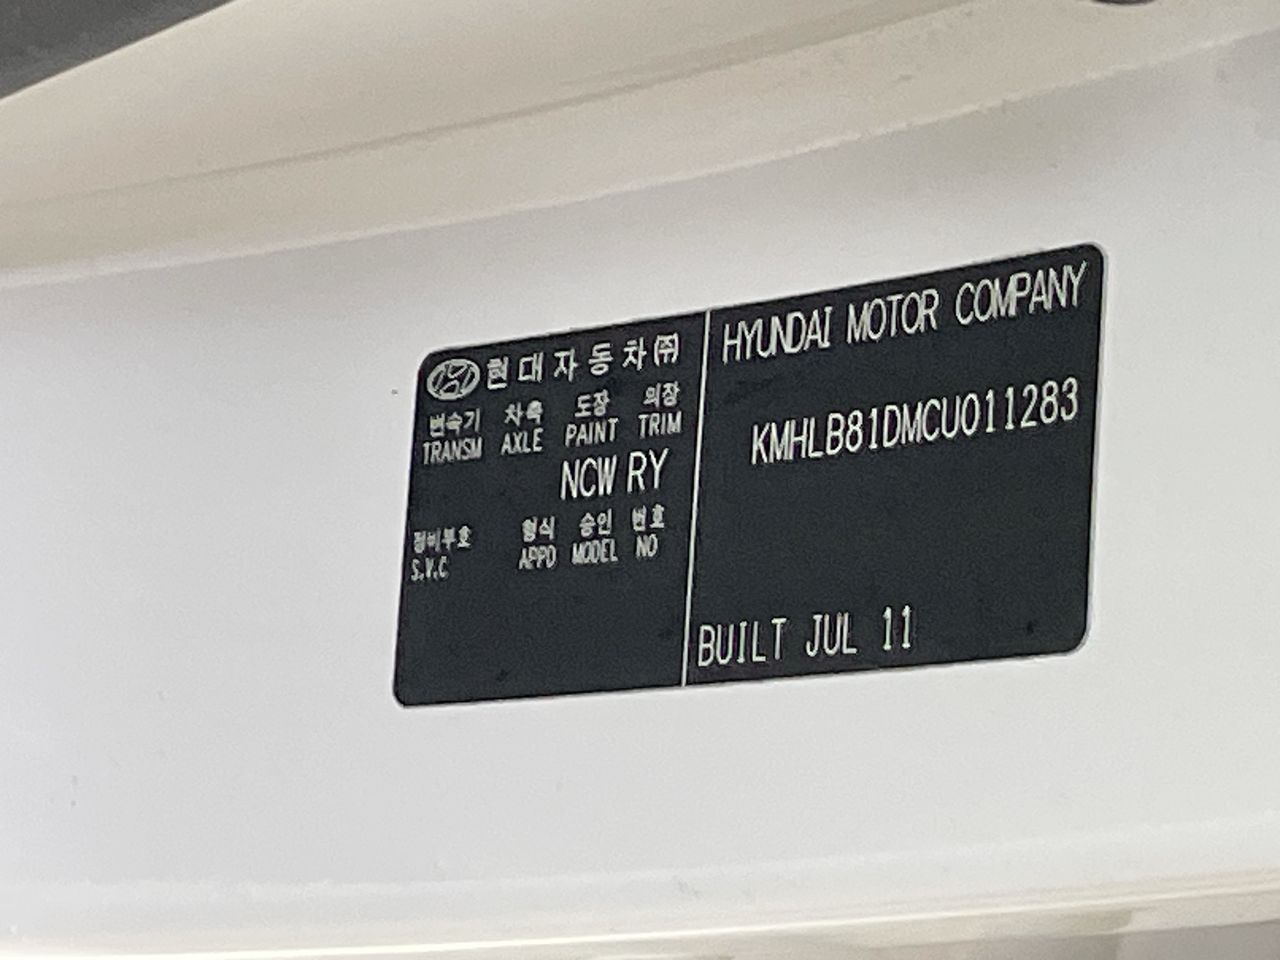 현대자동차㈜
변속기 차축 도장 의장
TRANSM AXLE PAINT TRIM
NCW RY
정비부호 형식 승인 번호
S.V.C APPD MODEL NO
HYUNDAI MOTOR COMPANY
KMHLB81DMCU011283
BUILT JUL 11